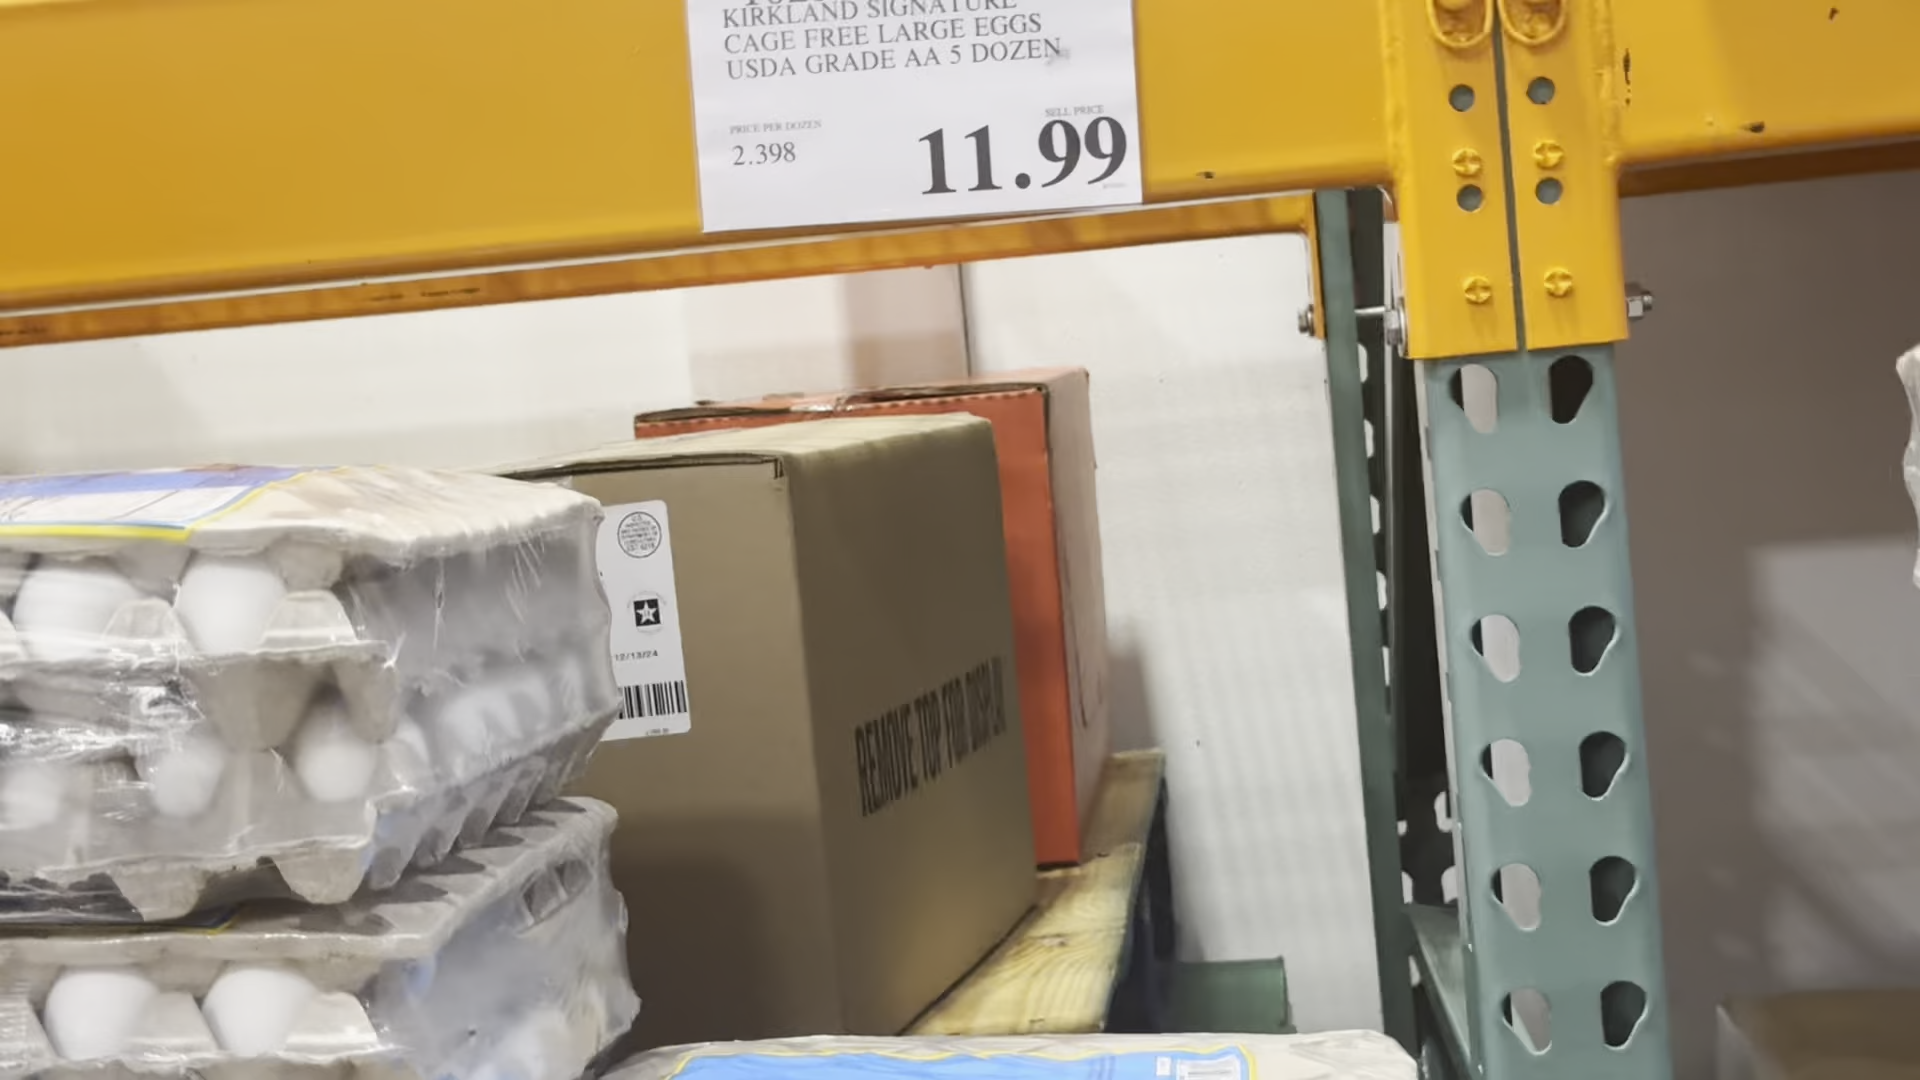 KIRKLAND SIGNATURE
CAGE FREE LARGE EGGS
USDA GRADE AA 5 DOZEN
PRICE PER DOZEN
SELL PRICE
2.398
11.99
12/13/24
REMOVE TOP FOR DISPLAY